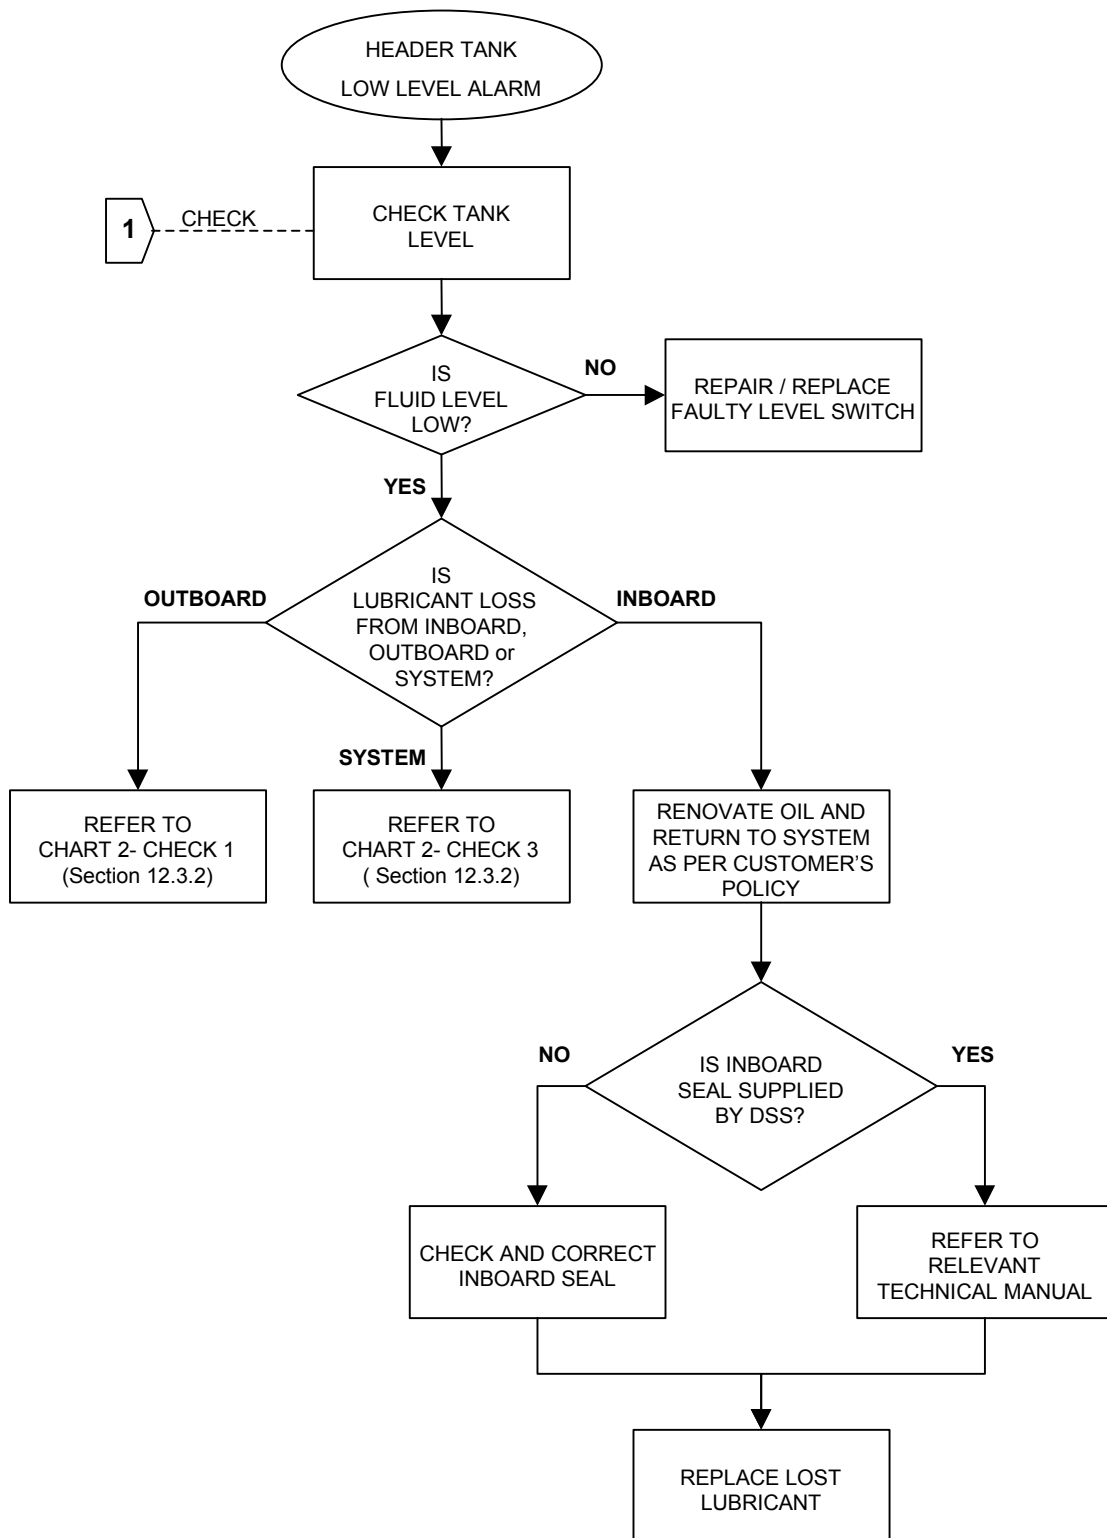 HEADER TANK
LOW LEVEL ALARM
1
CHECK
CHECK TANK
LEVEL
IS
FLUID LEVEL
LOW?
NO
REPAIR / REPLACE
FAULTY LEVEL SWITCH
YES
IS
LUBRICANT LOSS
FROM INBOARD,
OUTBOARD or
SYSTEM?
OUTBOARD
INBOARD
SYSTEM
REFER TO
CHART 2- CHECK 1
(Section 12.3.2)
REFER TO
CHART 2- CHECK 3
( Section 12.3.2)
RENOVATE OIL AND
RETURN TO SYSTEM
AS PER CUSTOMER'S
POLICY
NO
IS INBOARD
SEAL SUPPLIED
BY DSS?
YES
CHECK AND CORRECT
INBOARD SEAL
REFER TO
RELEVANT
TECHNICAL MANUAL
REPLACE LOST
LUBRICANT